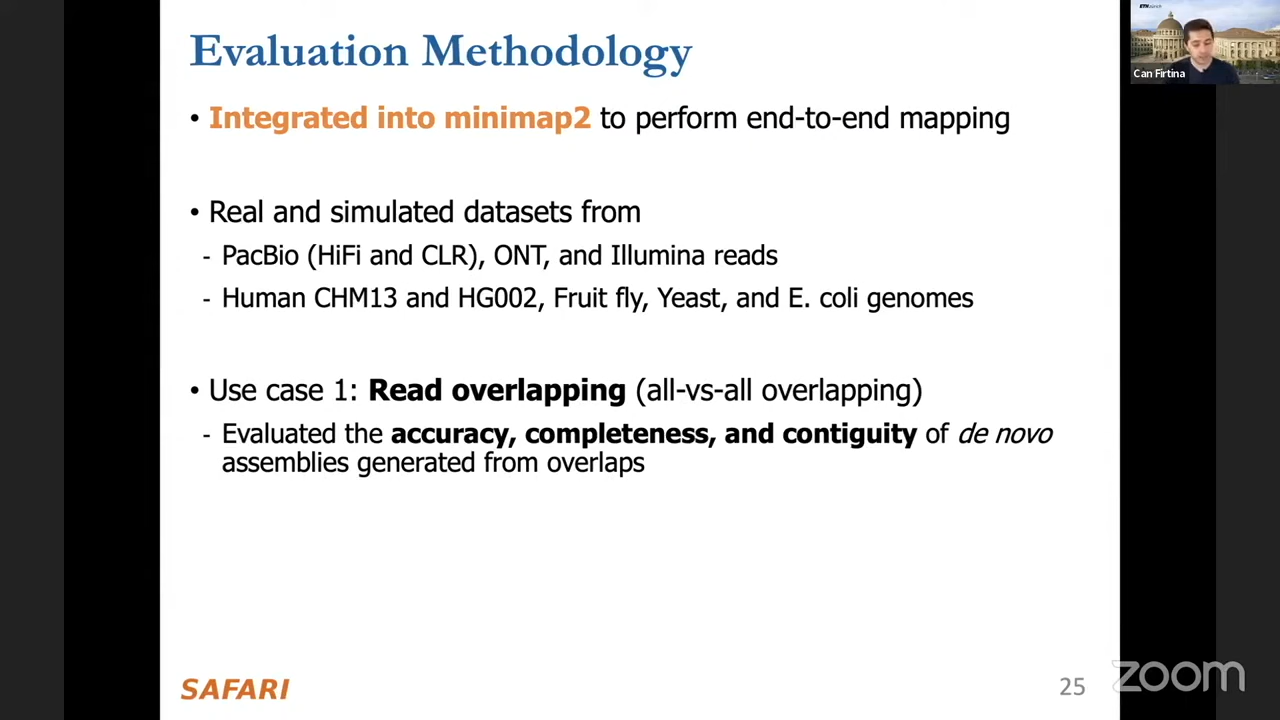 Evaluation Methodology
• Integrated into minimap2 to perform end-to-end mapping
• Real and simulated datasets from
- PacBio (HiFi and CLR), ONT, and Illumina reads
- Human CHM13 and HG002, Fruit fly, Yeast, and E. coli genomes
• Use case 1: Read overlapping (all-vs-all overlapping)
- Evaluated the accuracy, completeness, and contiguity of de novo
assemblies generated from overlaps
SAFARI
25
zoom
ETH zürich
Can Firtina